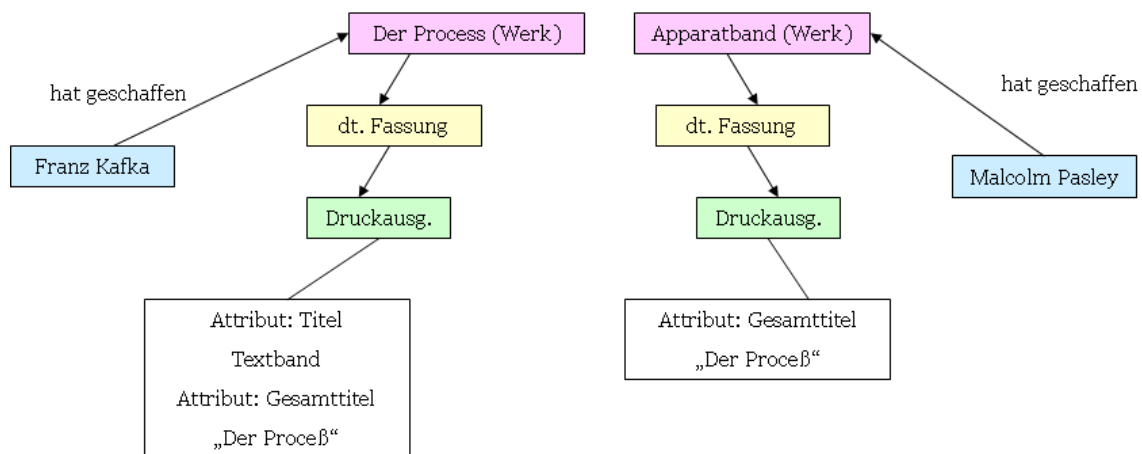 Der Process (Werk)
Apparatband (Werk)
hat geschaffen
hat geschaffen
dt. Fassung
dt. Fassung
Franz Kafka
Malcolm Pasley
Druckausg.
Druckausg.
Attribut: Titel
Textband
Attribut: Gesamttitel
„Der Proceß“
Attribut: Gesamttitel
„Der Proceß“